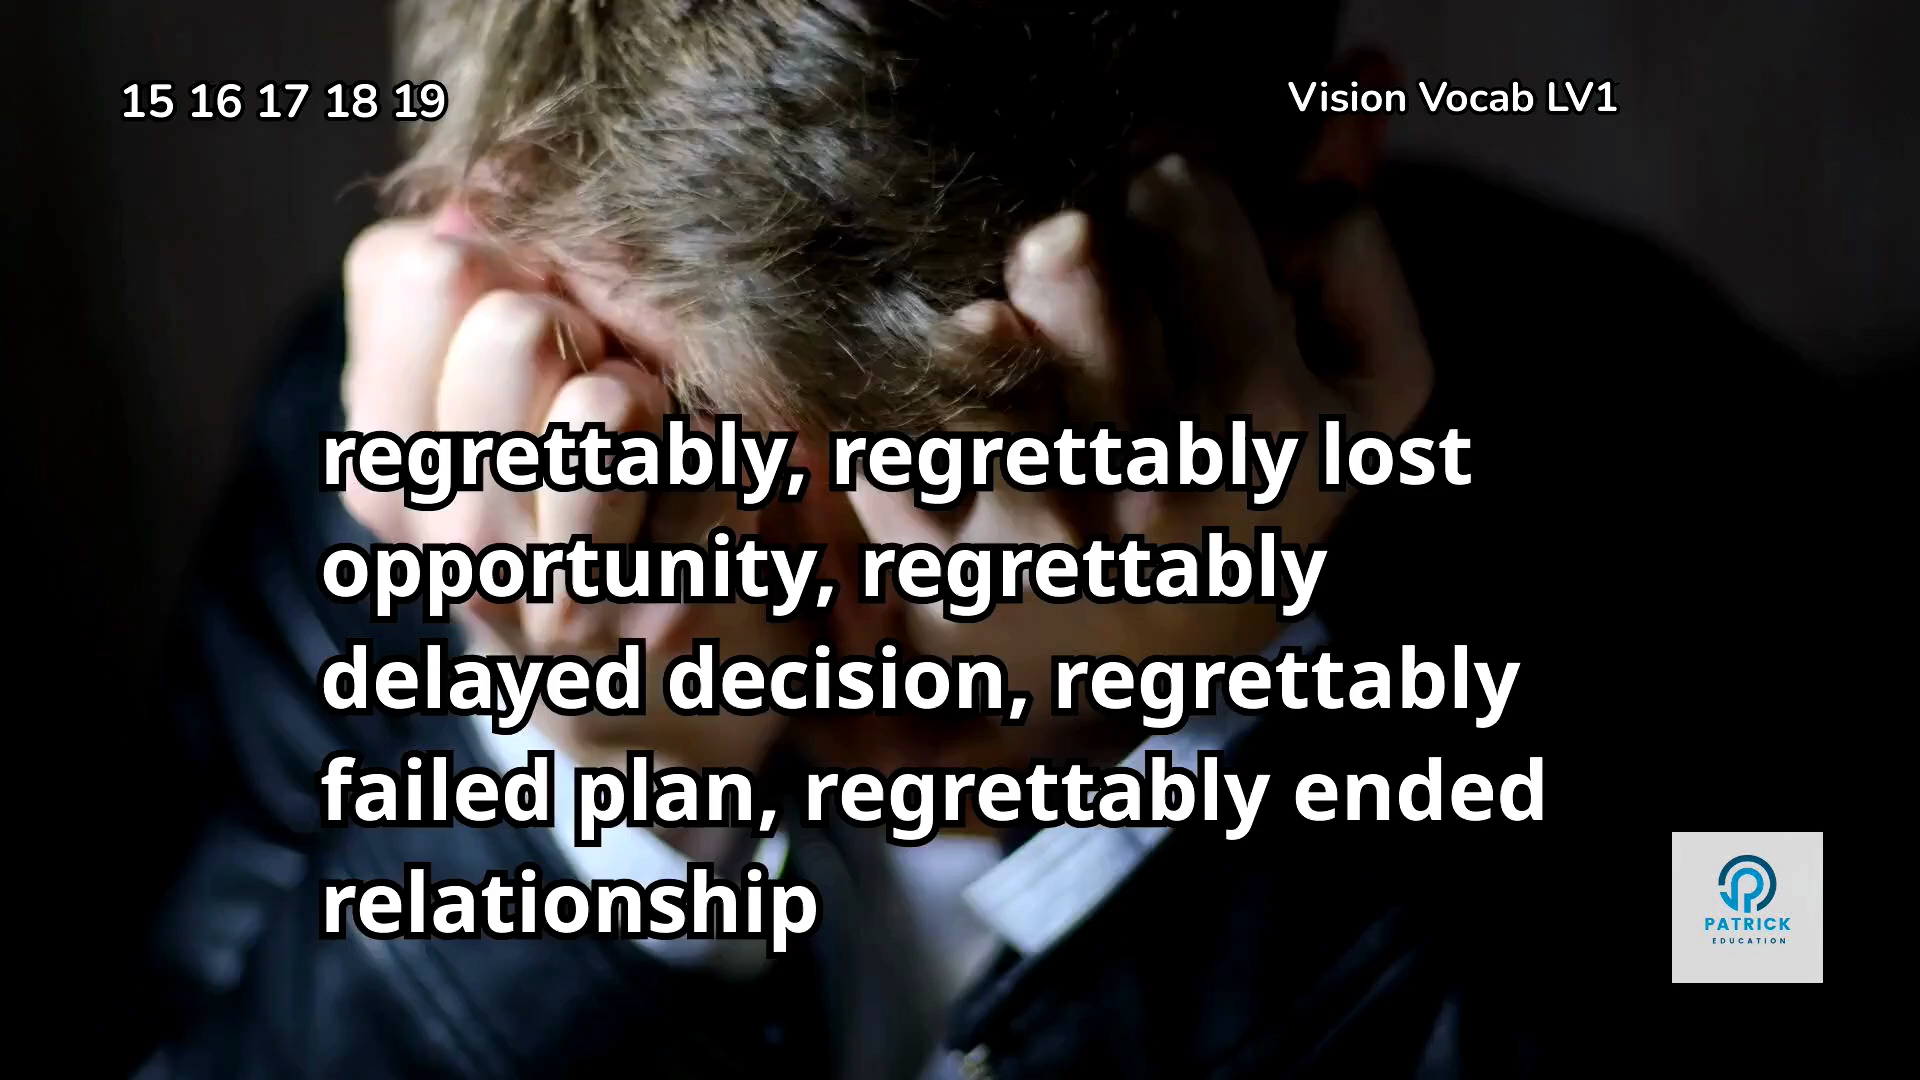 15 16 17 18 19
Vision Vocab LV1
regrettably, regrettably lost
opportunity, regrettably
delayed decision, regrettably
failed plan, regrettably ended
relationship
PATRICK
EDUCATION